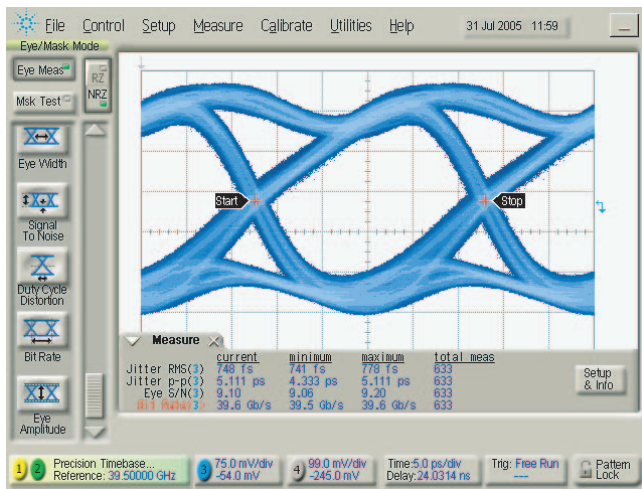 File Control Setup Measure Calibrate Utilities Help 31 Jul 2005 11:59
Eye/Mask Mode
Eye Meas
RZ
NRZ
Msk Test
Eye Width
Signal To Noise
Duty Cycle Distortion
Bit Rate
Eye Amplitude
Start
Stop
Measure
current minimum maximum total meas
Jitter RMS(3) 748 fs 741 fs 778 fs 633
Jitter p-p(3) 5.111 ps 4.333 ps 5.111 ps 633
Eye S/N(3) 9.10 9.06 9.20 633
Bit Rate(3) 39.6 Gb/s 39.5 Gb/s 39.6 Gb/s 633
Setup & Info
1 2 Precision Timebase...
Reference: 39.50000 GHz
3 75.0 mV/div
-54.0 mV
4 99.0 mV/div
-245.0 mV
Time:5.0 ps/div
Delay:24.0314 ns
Trig: Free Run
---
Pattern Lock